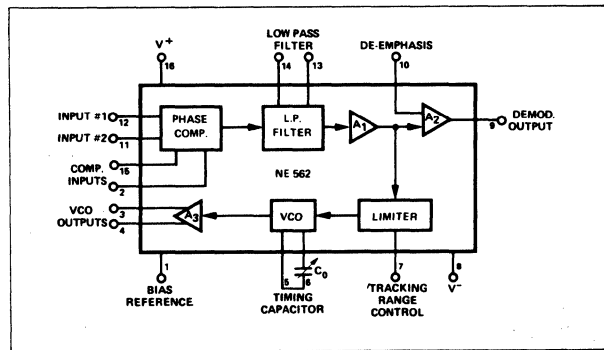 V+
16
LOW PASS
FILTER
14
13
DE-EMPHASIS
10
INPUT #1
12
INPUT #2
11
COMP.
INPUTS
15
2
VCO
OUTPUTS
3
4
PHASE
COMP.
L.P.
FILTER
A1
A2
9
DEMOD.
OUTPUT
NE 562
A3
VCO
LIMITER
1
BIAS
REFERENCE
5
6
C0
TIMING
CAPACITOR
7
TRACKING
RANGE
CONTROL
8
V-